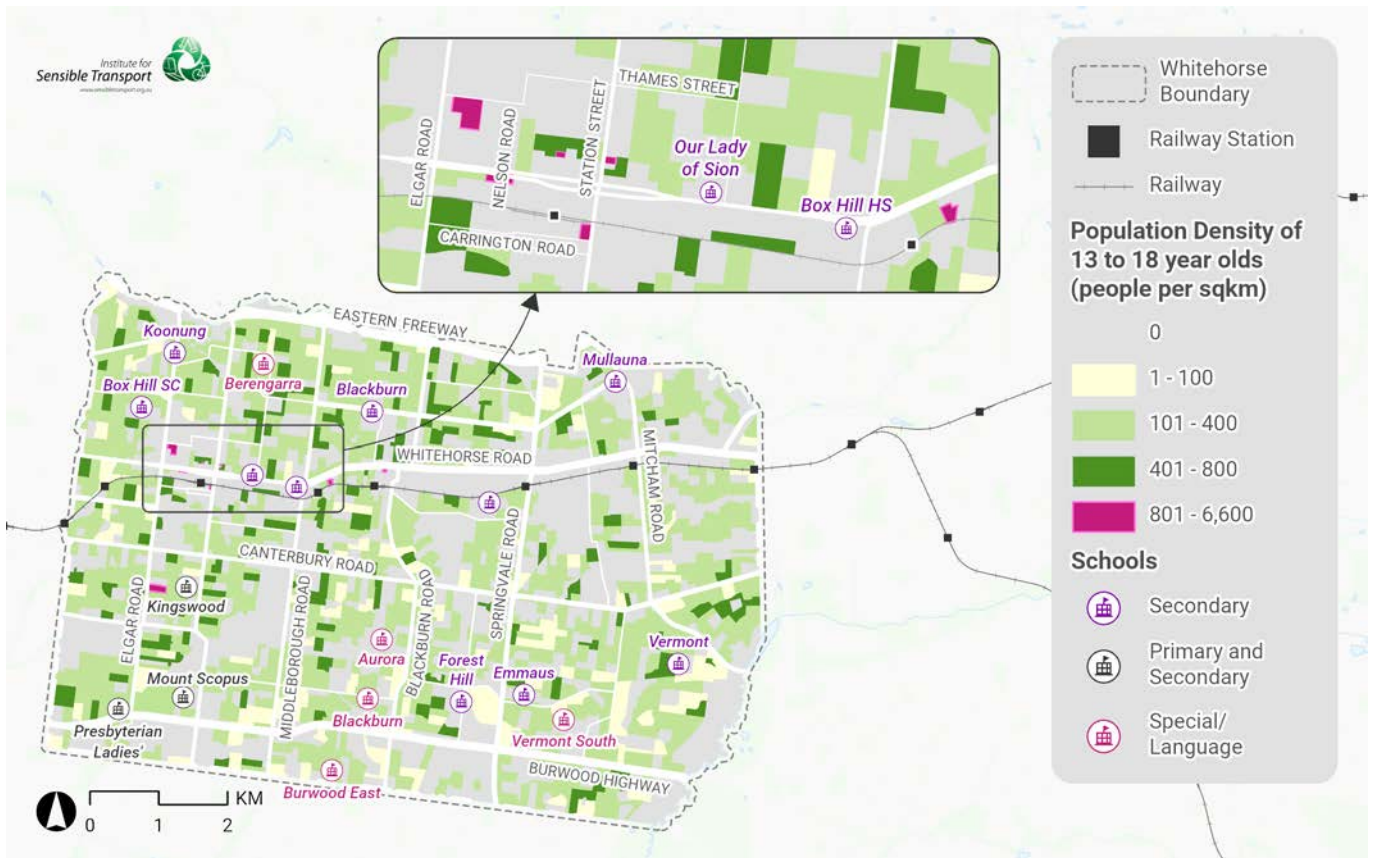 Institute for
Sensible Transport
www.sensibletransport.org.au
THAMES STREET
ELGAR ROAD
NELSON ROAD
STATION STREET
Our Lady
of Sion
Box Hill HS
CARRINGTON ROAD
EASTERN FREEWAY
Koonung
Berengarra
Mullauna
Box Hill SC
Blackburn
WHITEHORSE ROAD
MITCHAM ROAD
CANTERBURY ROAD
SPRINGVALE ROAD
BLACKBURN ROAD
MIDDLEBOROUGH ROAD
ELGAR ROAD
Kingswood
Aurora
Vermont
Forest
Hill
Emmaus
Mount Scopus
Blackburn
Presbyterian
Ladies'
Vermont South
Burwood East
BURWOOD HIGHWAY
KM
0 1 2
Whitehorse
Boundary
Railway Station
Railway
Population Density of
13 to 18 year olds
(people per sqkm)
0
1 - 100
101 - 400
401 - 800
801 - 6,600
Schools
Secondary
Primary and
Secondary
Special/
Language